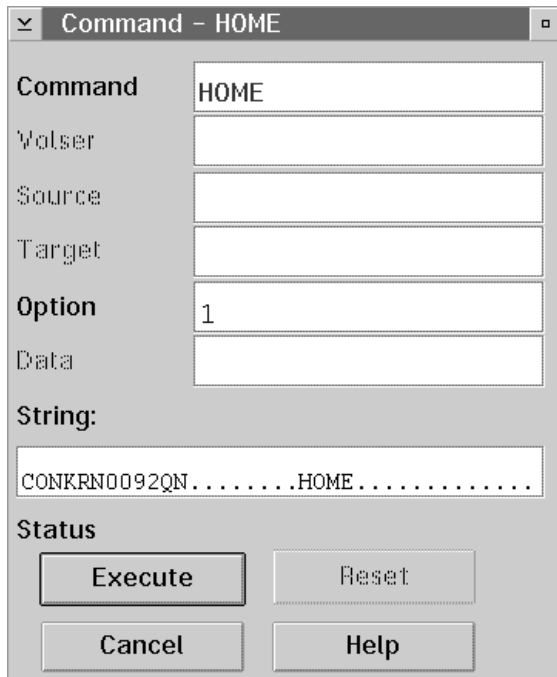 Command - HOME
Command HOME
Volser
Source
Target
Option 1
Data
String:
CONKRN0092QN........HOME.............
Status
Execute Reset
Cancel Help